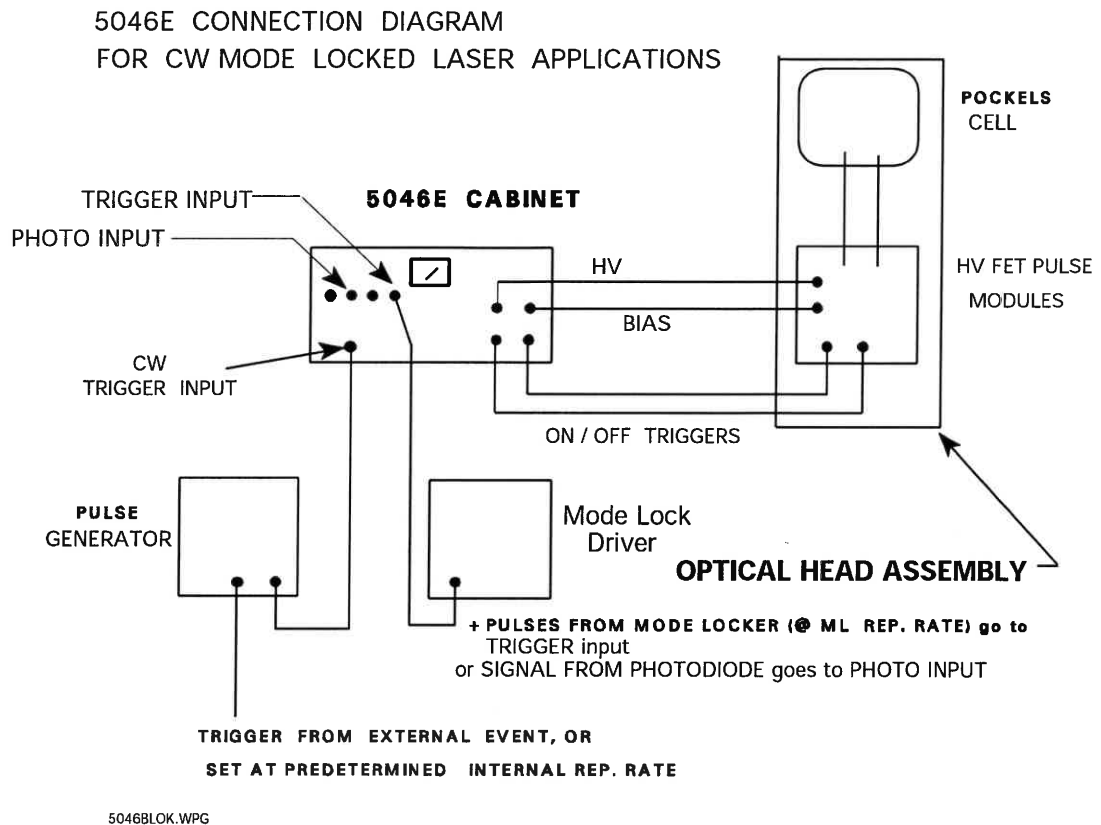 5046E CONNECTION DIAGRAM
FOR CW MODE LOCKED LASER APPLICATIONS
POCKELS
CELL
TRIGGER INPUT
5046E CABINET
PHOTO INPUT
HV
HV FET PULSE
MODULES
BIAS
CW
TRIGGER INPUT
ON / OFF TRIGGERS
PULSE
GENERATOR
Mode Lock
Driver
OPTICAL HEAD ASSEMBLY
+ PULSES FROM MODE LOCKER (@ ML REP. RATE) go to
TRIGGER input
or SIGNAL FROM PHOTODIODE goes to PHOTO INPUT
TRIGGER FROM EXTERNAL EVENT, OR
SET AT PREDETERMINED INTERNAL REP. RATE
5046BLOK.WPG